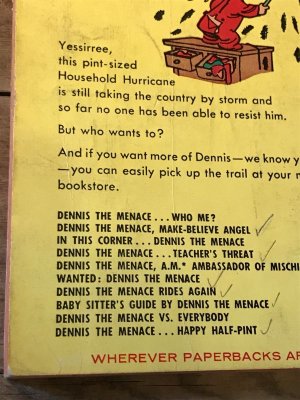 Yessirree,
this pint-sized
Household Hurricane
is still taking the country by storm and
so far no one has been able to resist him.
But who wants to?
And if you want more of Dennis—we know y
—you can easily pick up the trail at your n
bookstore.
DENNIS THE MENACE . . . WHO ME?
DENNIS THE MENACE, MAKE-BELIEVE ANGEL
IN THIS CORNER . . . DENNIS THE MENACE
DENNIS THE MENACE . . . TEACHER'S THREAT
DENNIS THE MENACE, A.M.* AMBASSADOR OF MISCHI
WANTED: DENNIS THE MENACE
DENNIS THE MENACE RIDES AGAIN
BABY SITTER'S GUIDE BY DENNIS THE MENACE
DENNIS THE MENACE VS. EVERYBODY
DENNIS THE MENACE . . . HAPPY HALF-PINT
WHEREVER PAPERBACKS AR